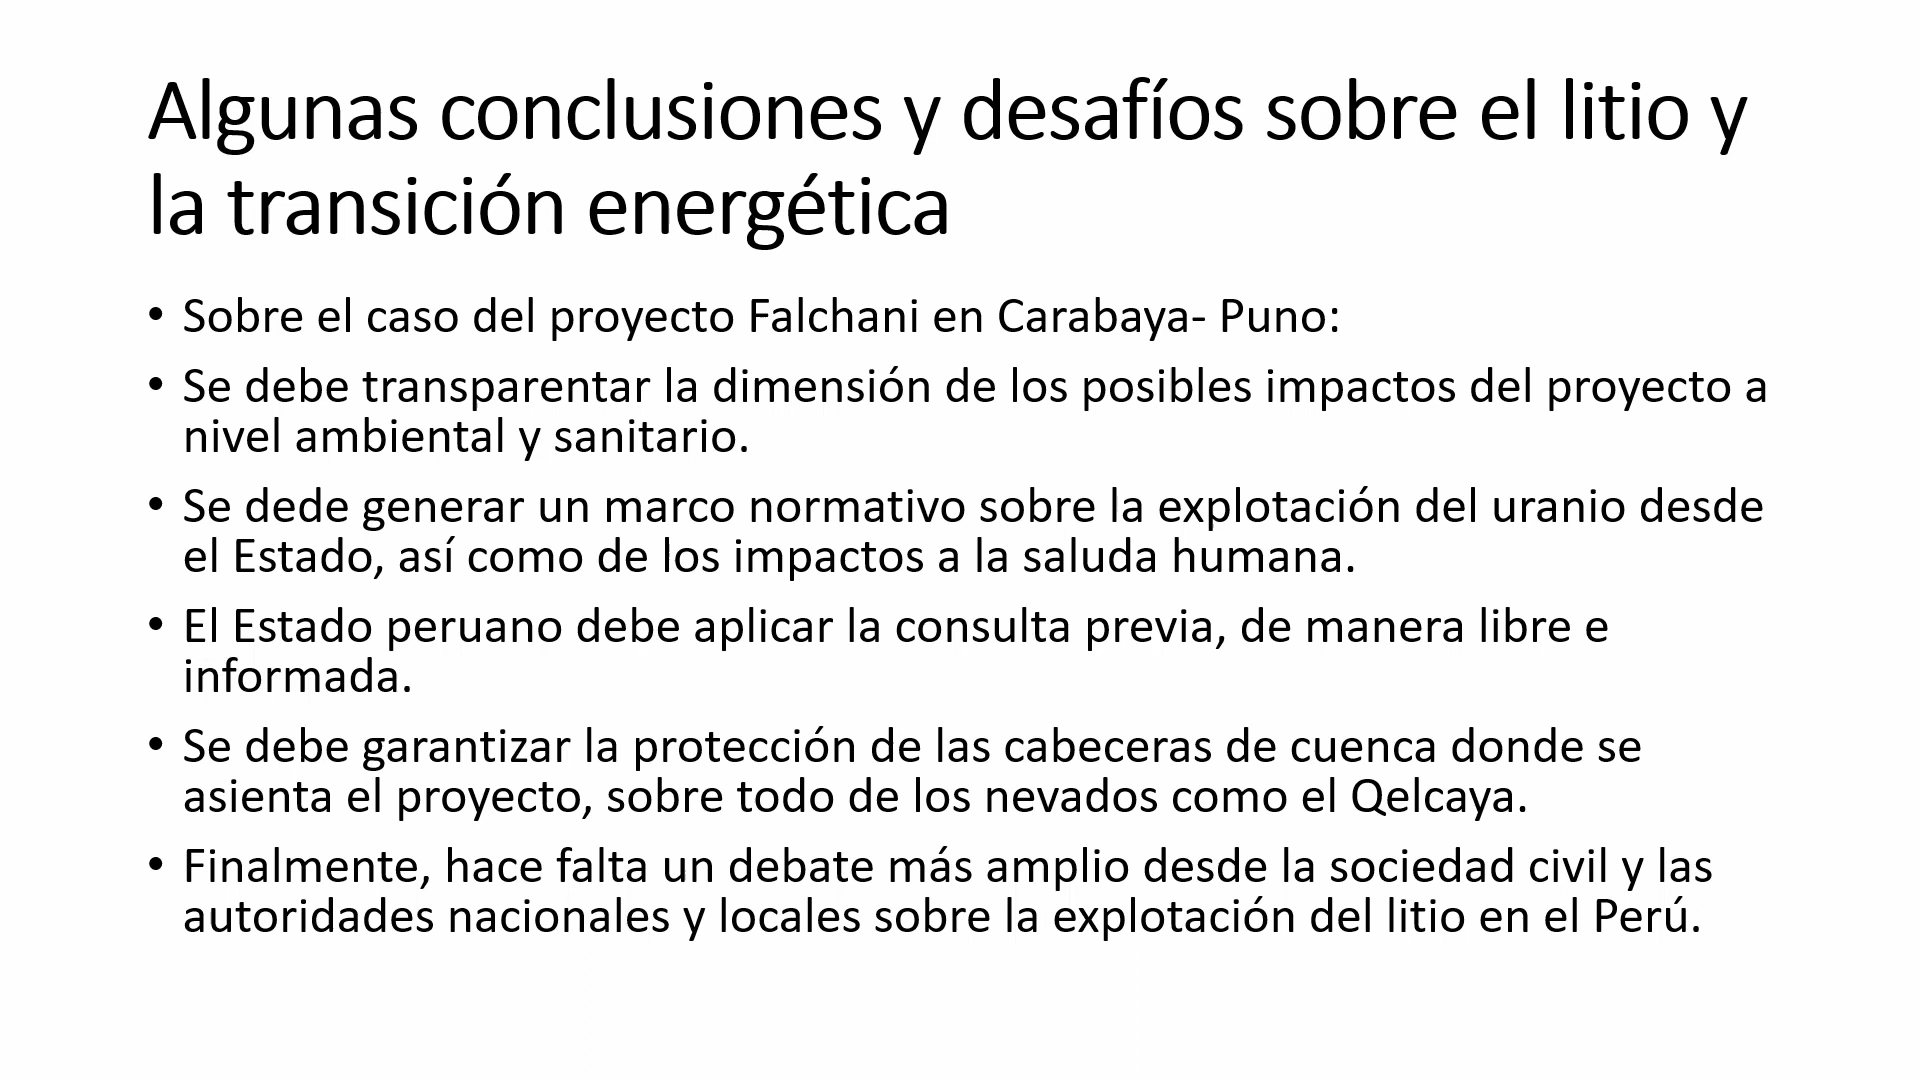 Algunas conclusiones y desafíos sobre el litio y
la transición energética
• Sobre el caso del proyecto Falchani en Carabaya- Puno:
• Se debe transparentar la dimensión de los posibles impactos del proyecto a
nivel ambiental y sanitario.
• Se dede generar un marco normativo sobre la explotación del uranio desde
el Estado, así como de los impactos a la saluda humana.
• El Estado peruano debe aplicar la consulta previa, de manera libre e
informada.
• Se debe garantizar la protección de las cabeceras de cuenca donde se
asienta el proyecto, sobre todo de los nevados como el Qelcaya.
• Finalmente, hace falta un debate más amplio desde la sociedad civil y las
autoridades nacionales y locales sobre la explotación del litio en el Perú.